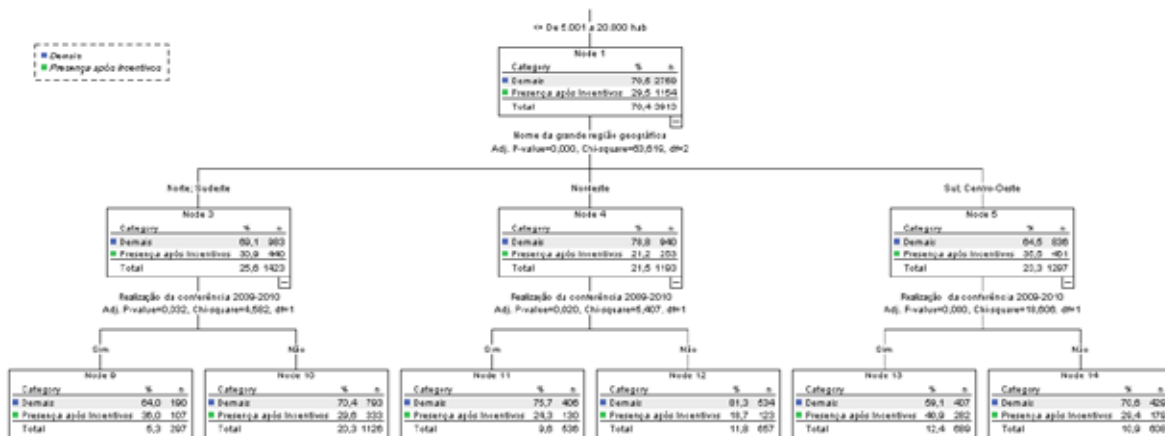 <= De 5.001 a 20.000 hab
Demais
Presença após Incentivos
Node 1
Category % n
Demais 70,5 2759
Presença após Incentivos 29,5 1154
Total 70,4 3913
Nome da grande região geográfica
Adj. P-value=0,000, Chi-square=63,619, df=2
Norte; Sudeste
Nordeste
Sul; Centro-Oeste
Node 3
Category % n
Demais 69,1 983
Presença após Incentivos 30,9 440
Total 25,6 1423
Node 4
Category % n
Demais 78,8 940
Presença após Incentivos 21,2 253
Total 21,5 1193
Node 5
Category % n
Demais 64,5 836
Presença após Incentivos 35,5 461
Total 23,3 1297
Realização da conferência 2009-2010
Adj. P-value=0,032, Chi-square=4,582, df=1
Realização da conferência 2009-2010
Adj. P-value=0,020, Chi-square=5,407, df=1
Realização da conferência 2009-2010
Adj. P-value=0,000, Chi-square=18,606, df=1
Sim
Não
Sim
Não
Sim
Não
Node 9
Category % n
Demais 64,0 190
Presença após Incentivos 36,0 107
Total 5,3 297
Node 10
Category % n
Demais 70,4 793
Presença após Incentivos 29,6 333
Total 20,3 1126
Node 11
Category % n
Demais 75,7 406
Presença após Incentivos 24,3 130
Total 9,6 536
Node 12
Category % n
Demais 81,3 534
Presença após Incentivos 18,7 123
Total 11,8 657
Node 13
Category % n
Demais 59,1 407
Presença após Incentivos 40,9 282
Total 12,4 689
Node 14
Category % n
Demais 70,6 429
Presença após Incentivos 29,4 179
Total 10,9 608